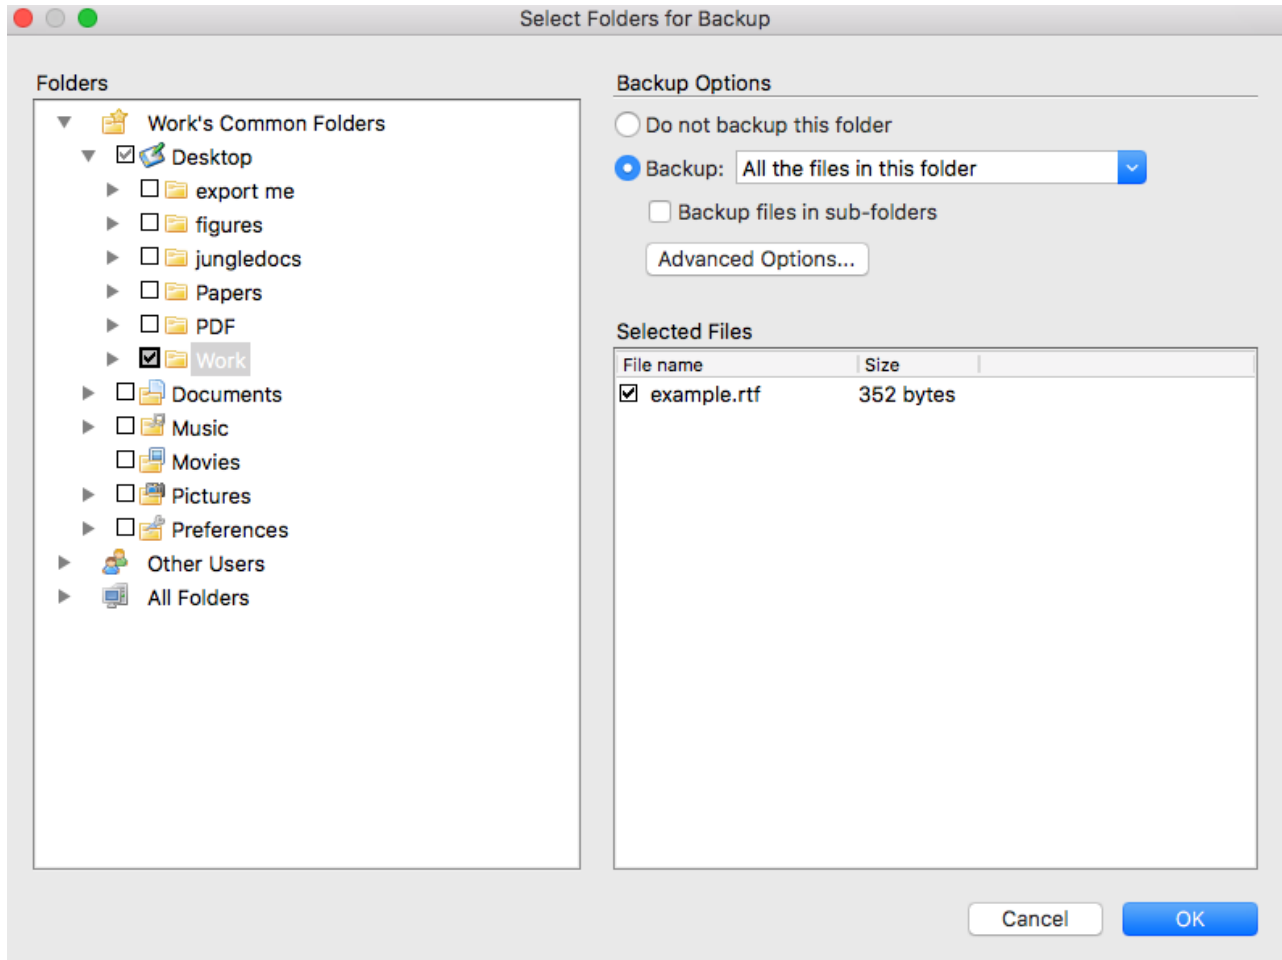 Select Folders for Backup
Folders
Work's Common Folders
Desktop
export me
figures
jungledocs
Papers
PDF
Work
Documents
Music
Movies
Pictures
Preferences
Other Users
All Folders
Backup Options
Do not backup this folder
Backup: All the files in this folder
Backup files in sub-folders
Advanced Options...
Selected Files
File name Size
example.rtf 352 bytes
Cancel OK